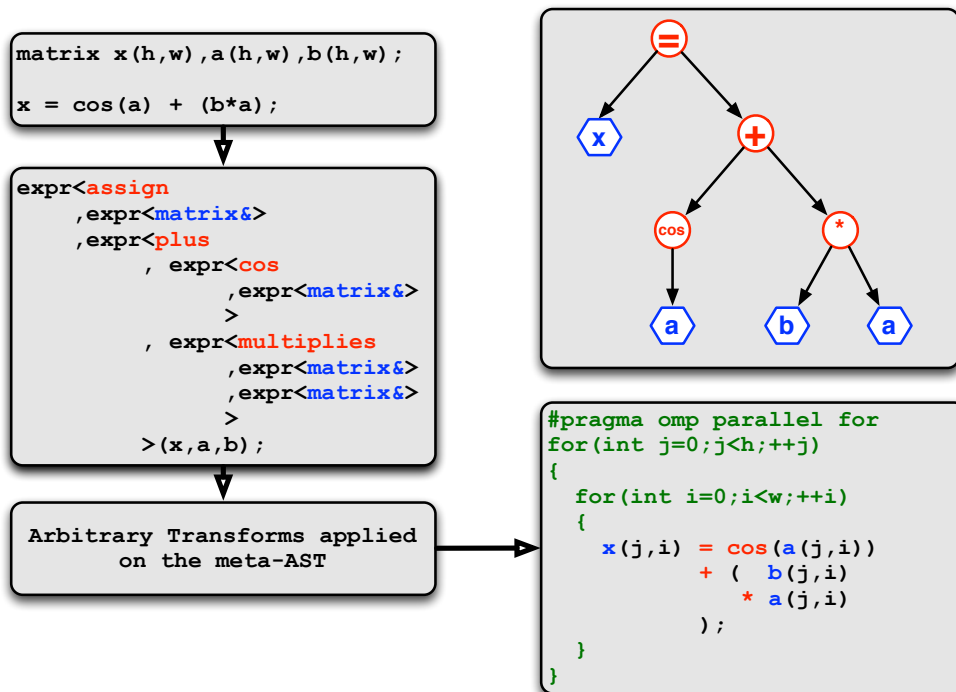 matrix x(h,w),a(h,w),b(h,w);
x = cos(a) + (b*a);
expr<assign
,expr<matrix&>
,expr<plus
, expr<cos
,expr<matrix&>
>
, expr<multiplies
,expr<matrix&>
,expr<matrix&>
>
>(x,a,b);
Arbitrary Transforms applied
on the meta-AST
=
x
+
cos
*
a
b
a
#pragma omp parallel for
for(int j=0;j<h;++j)
{
for(int i=0;i<w;++i)
{
x(j,i) = cos(a(j,i))
+ ( b(j,i)
* a(j,i)
);
}
}